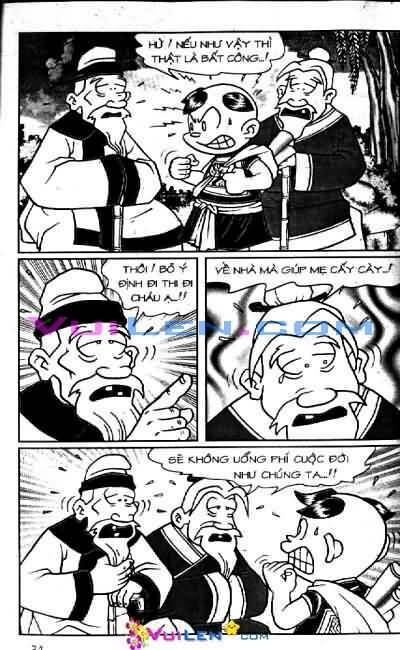 HỪ! NẾU NHƯ VẬY THÌ
THẬT LÀ BẤT CÔNG..!
THÔI! BỎ Ý
ĐỊNH ĐI THI ĐI
CHÁU Ạ...!!
VỀ NHÀ MÀ GIÚP MẸ CẤY CÀY..!
VUILEN.COM
SẼ KHÔNG UỔNG PHÍ CUỘC ĐỜI
NHƯ CHÚNG TA...!!
VUILEN
.COM